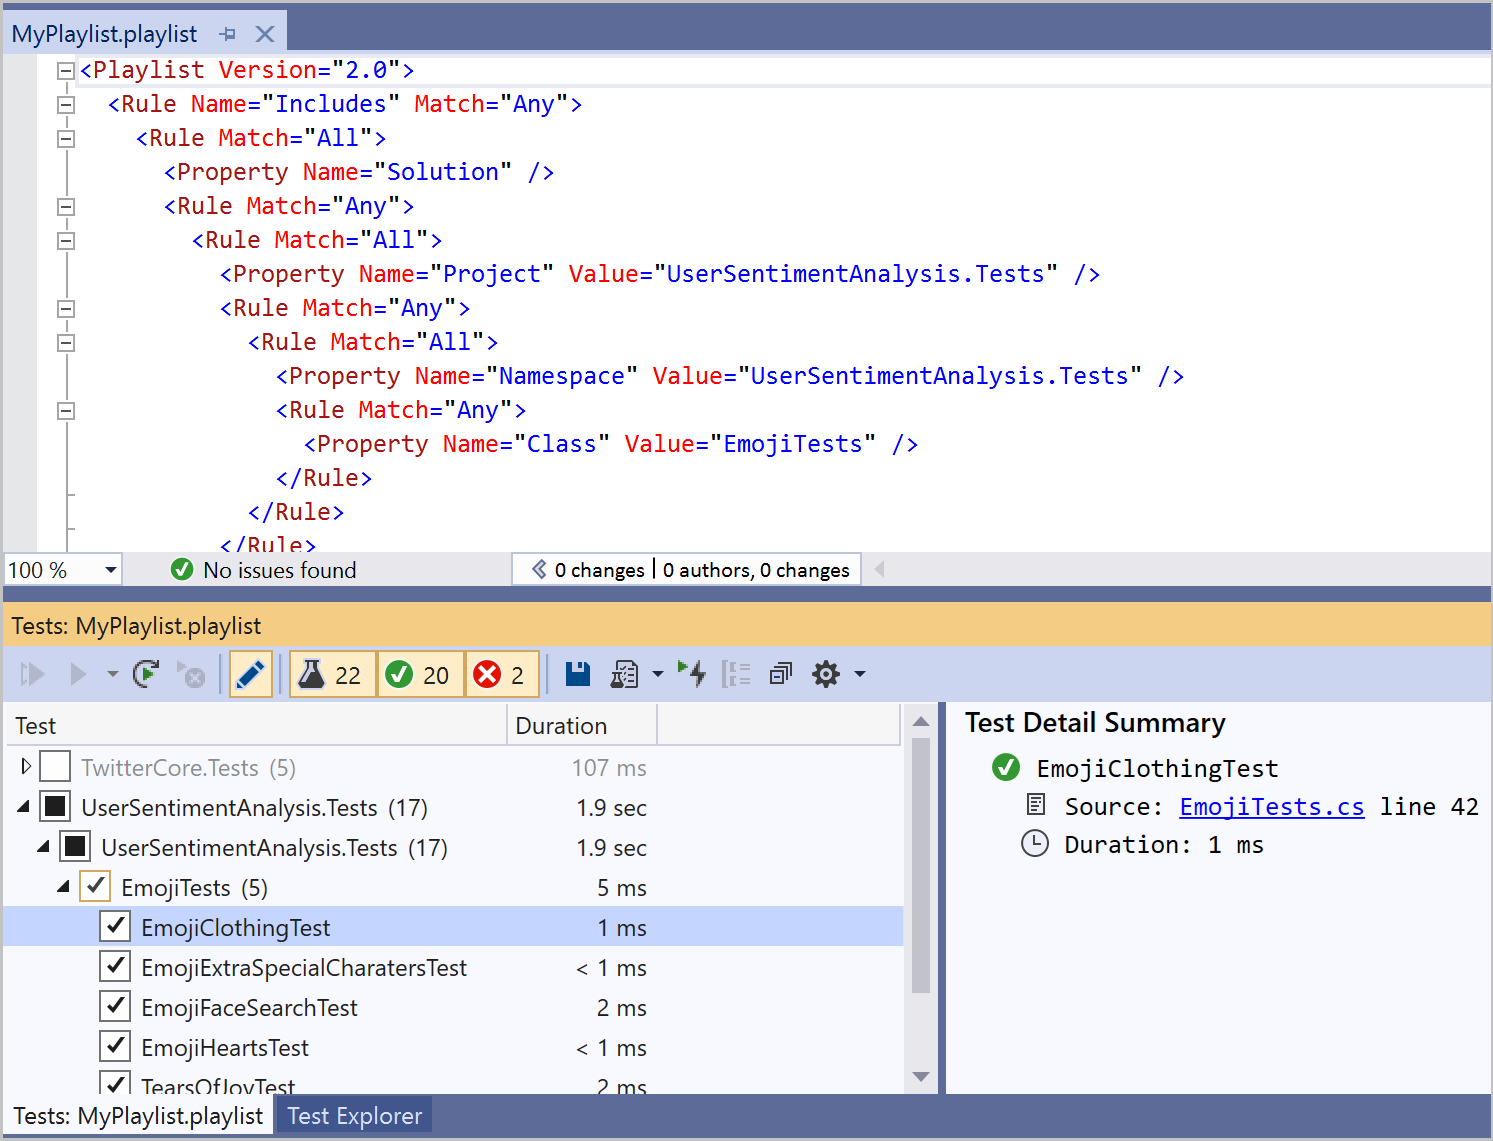 MyPlaylist.playlist
<Playlist Version="2.0">
<Rule Name="Includes" Match="Any">
<Rule Match="All">
<Property Name="Solution" />
<Rule Match="Any">
<Rule Match="All">
<Property Name="Project" Value="UserSentimentAnalysis.Tests" />
<Rule Match="Any">
<Rule Match="All">
<Property Name="Namespace" Value="UserSentimentAnalysis.Tests" />
<Rule Match="Any">
<Property Name="Class" Value="EmojiTests" />
</Rule>
</Rule>
</Rule>
100 % No issues found 0 changes | 0 authors, 0 changes
Tests: MyPlaylist.playlist
22 20 2
Test Duration
TwitterCore.Tests (5) 107 ms
UserSentimentAnalysis.Tests (17) 1.9 sec
UserSentimentAnalysis.Tests (17) 1.9 sec
EmojiTests (5) 5 ms
EmojiClothingTest 1 ms
EmojiExtraSpecialCharatersTest < 1 ms
EmojiFaceSearchTest 2 ms
EmojiHeartsTest < 1 ms
TearsOfJoyTest 2 ms
Test Detail Summary
EmojiClothingTest
Source: EmojiTests.cs line 42
Duration: 1 ms
Tests: MyPlaylist.playlist Test Explorer